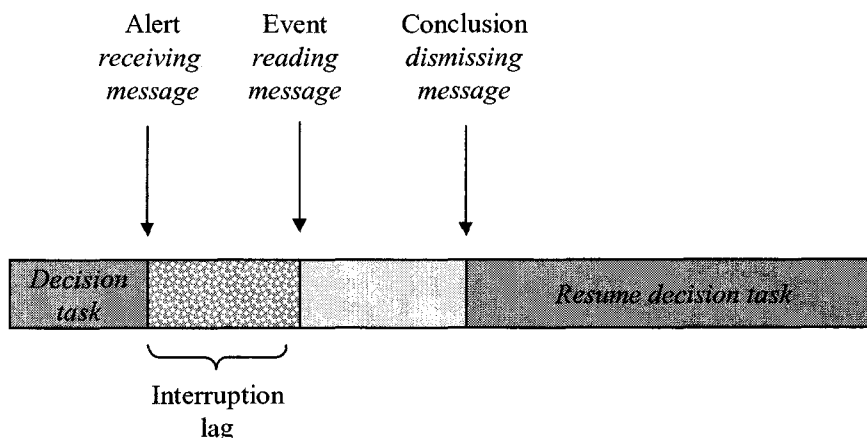 Alert
receiving
message
Event
reading
message
Conclusion
dismissing
message
Decision
task
Resume decision task
Interruption
lag